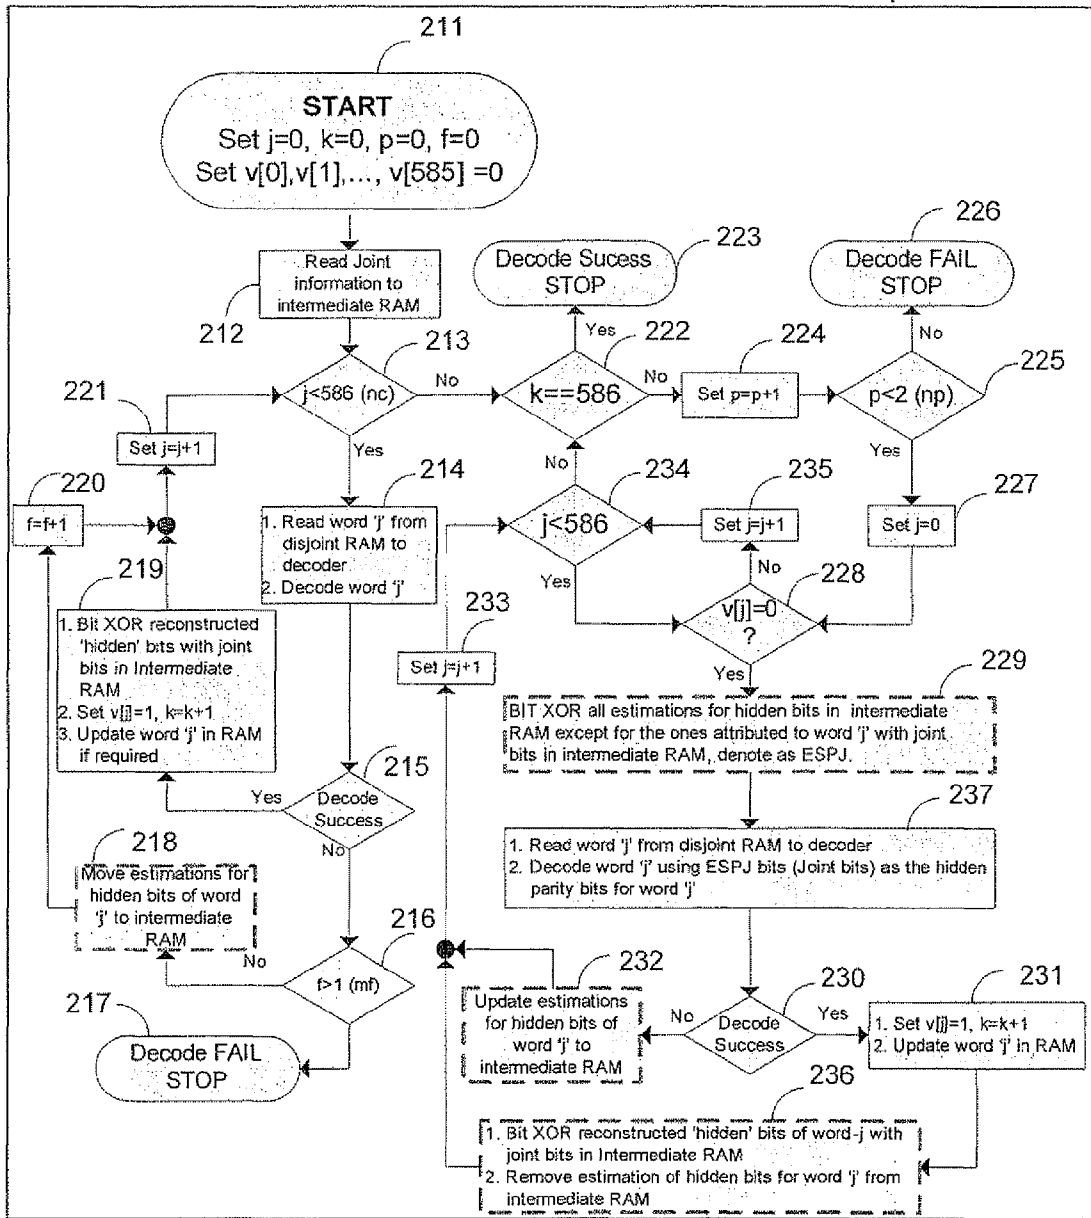 211
START
Set j=0, k=0, p=0, f=0
Set v[0],v[1],..., v[585] =0
Read Joint
information to
intermediate RAM
212
213
j<586 (nc)
No
Yes
223
Decode Sucess
STOP
Yes
222
k==586
No
224
Set p=p+1
226
Decode FAIL
STOP
No
225
p<2 (np)
Yes
227
Set j=0
221
Set j=j+1
220
f=f+1
214
1. Read word 'j' from
disjoint RAM to
decoder
2. Decode word 'j'
No
234
j<586
Yes
235
Set j=j+1
No
228
v[j]=0
?
Yes
219
1. Bit XOR reconstructed
'hidden' bits with joint
bits in Intermediate
RAM
2. Set v[j]=1, k=k+1
3. Update word 'j' in RAM
if required
233
Set j=j+1
229
BIT XOR all estimations for hidden bits in intermediate
RAM except for the ones attributed to word 'j' with joint
bits in intermediate RAM, denote as ESPJ.
215
Yes
Decode
Success
No
237
1. Read word 'j' from disjoint RAM to decoder
2. Decode word 'j' using ESPJ bits (Joint bits) as the hidden
parity bits for word 'j'
218
Move estimations for
hidden bits of word
'j' to intermediate
RAM
No
216
f>1 (mf)
217
Decode FAIL
STOP
232
Update estimations
for hidden bits of
word 'j' to
intermediate RAM
No
230
Decode
Success
Yes
231
1. Set v[j]=1, k=k+1
2. Update word 'j' in RAM
236
1. Bit XOR reconstructed 'hidden' bits of word-j with
joint bits in Intermediate RAM
2. Remove estimation of hidden bits for word 'j' from
intermediate RAM